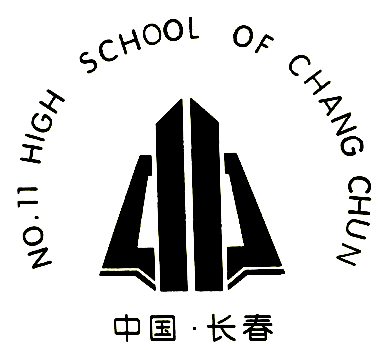 NO.11 HIGH SCHOOL OF CHANG CHUN
中国·长春